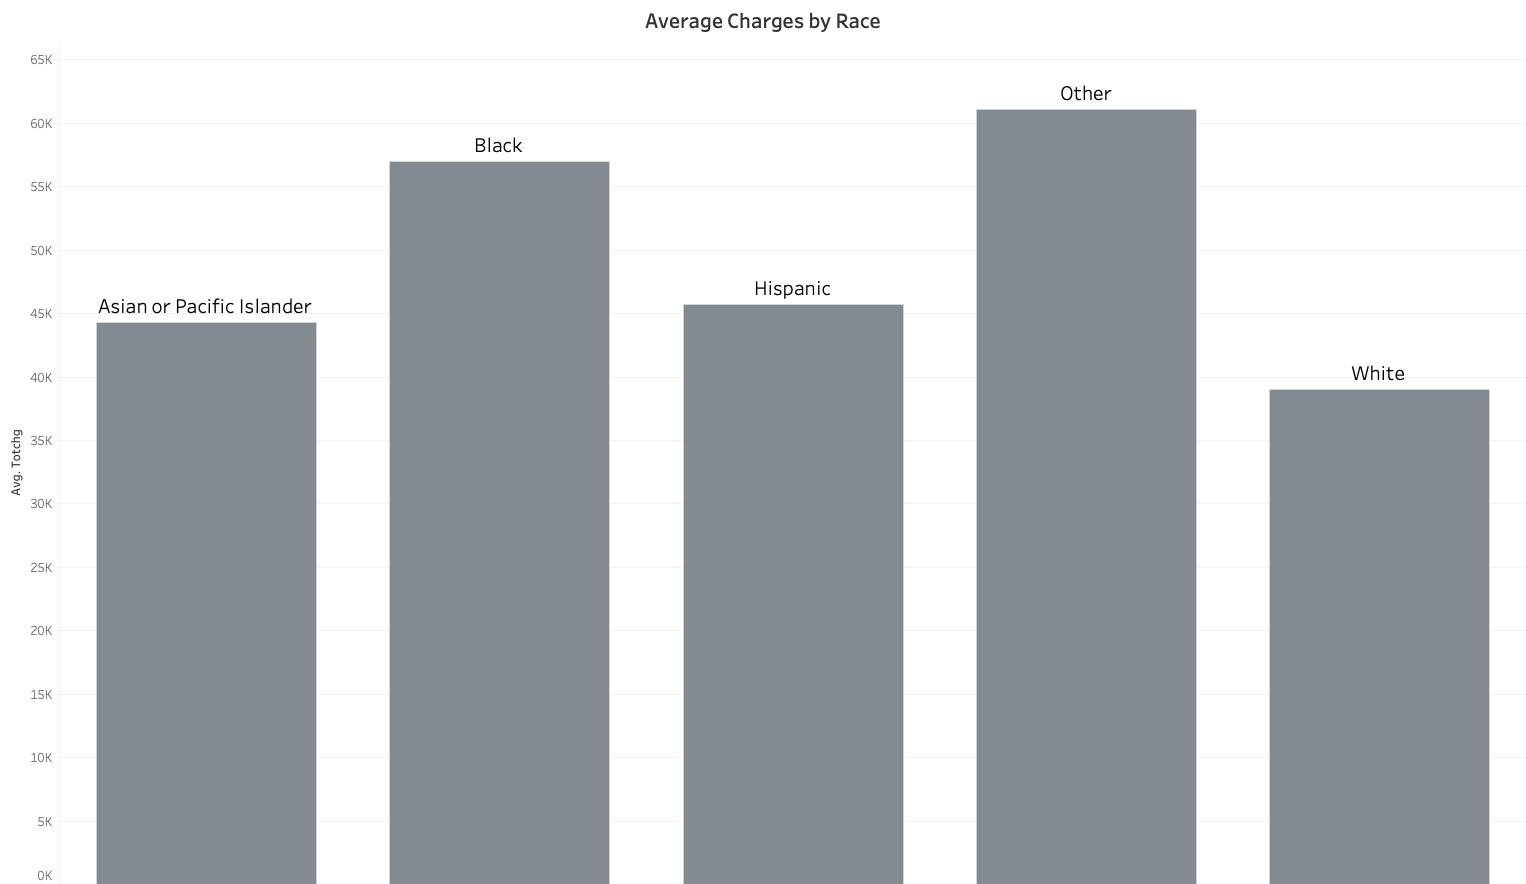 Average Charges by Race
65K
60K
55K
50K
45K
40K
35K
30K
25K
20K
15K
10K
5K
0K
Avg. Totchg
Asian or Pacific Islander
Black
Hispanic
Other
White